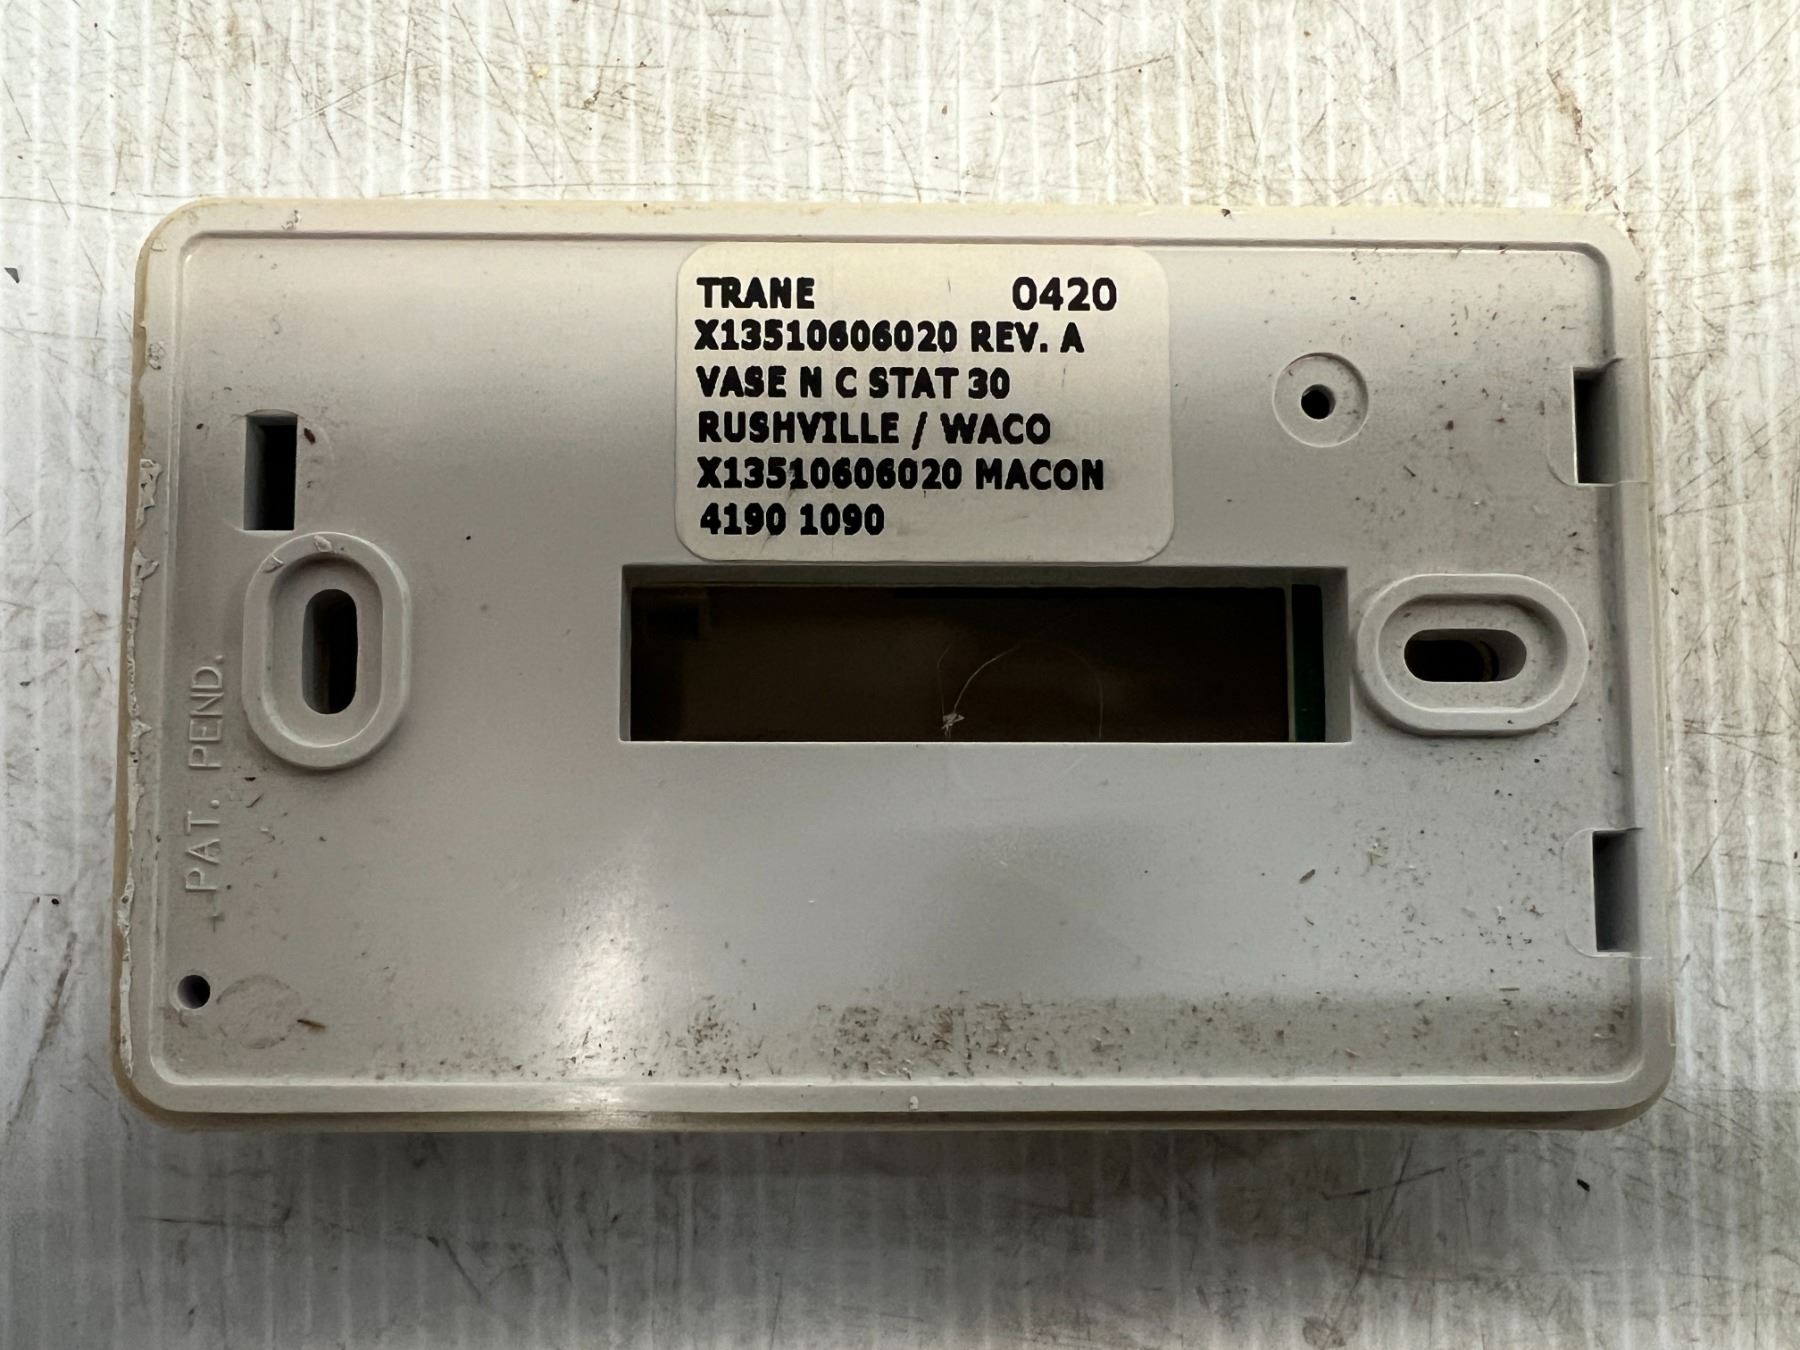 TRANE 0420
X13510606020 REV. A
VASE N C STAT 30
RUSHVILLE / WACO
X13510606020 MACON
4190 1090
PAT. PEND.